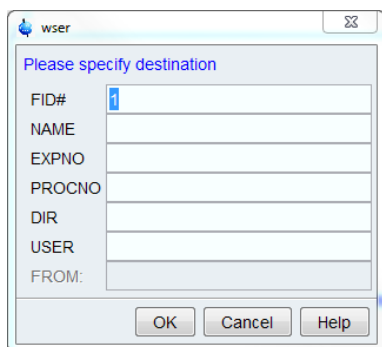 wser
Please specify destination
FID# 1
NAME
EXPNO
PROCNO
DIR
USER
FROM:
OK Cancel Help